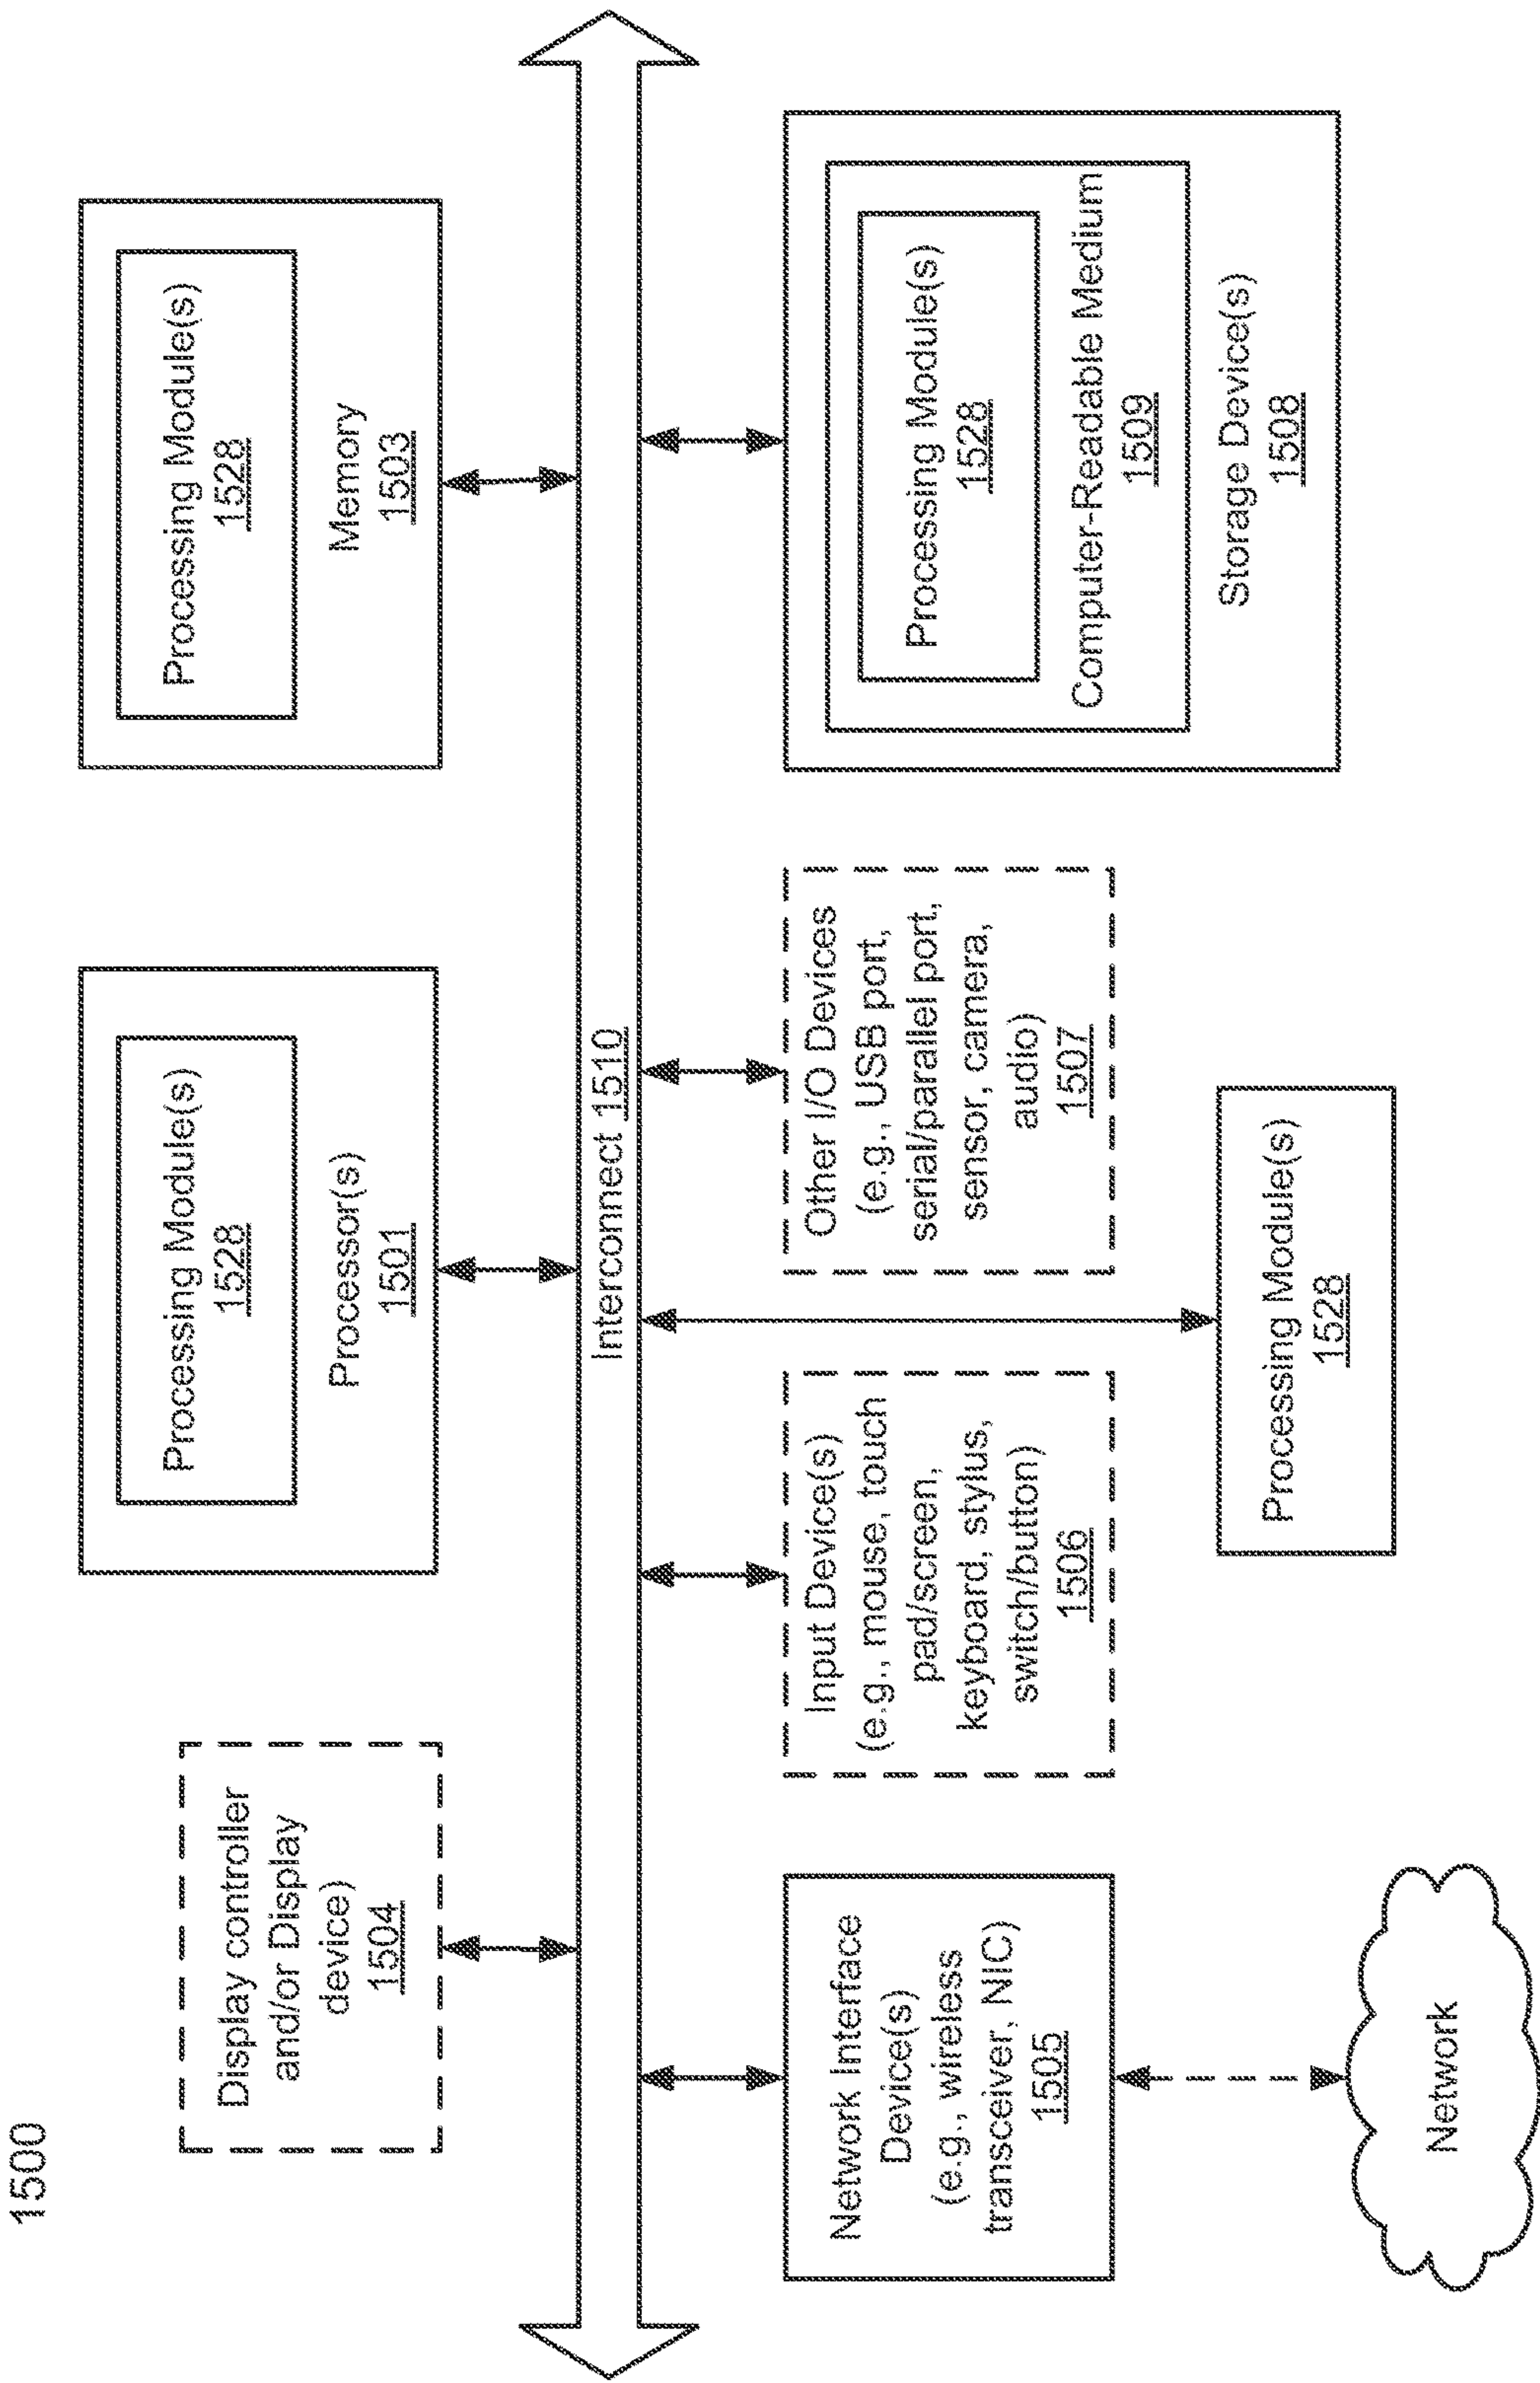 1500
Display controller
and/or Display
device)
1504
Processing Module(s)
1528
Processor(s)
1501
Processing Module(s)
1528
Memory
1503
Interconnect 1510
Network Interface
Device(s)
(e.g., wireless
transceiver, NIC)
1505
Input Device(s)
(e.g., mouse, touch
pad/screen,
keyboard, stylus,
switch/button)
1506
Other I/O Devices
(e.g., USB port,
serial/parallel port,
sensor, camera,
audio)
1507
Processing Module(s)
1528
Computer-Readable Medium
1509
Storage Device(s)
1508
Processing Module(s)
1528
Network